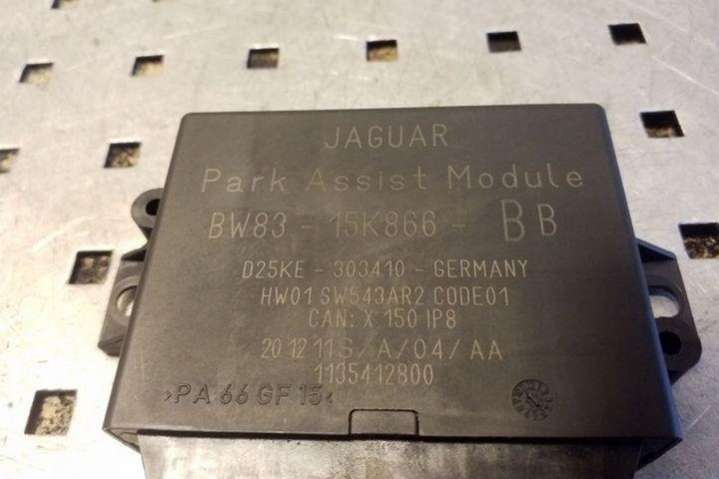 JAGUAR
Park Assist Module
BW83 - 15K866 - BB
D25KE - 303410 - GERMANY
HW01 SW543AR2 CODE01
CAN: X 150 IP8
20 12 11S/A/04/AA
1135412800
>PA 66 GF 15<